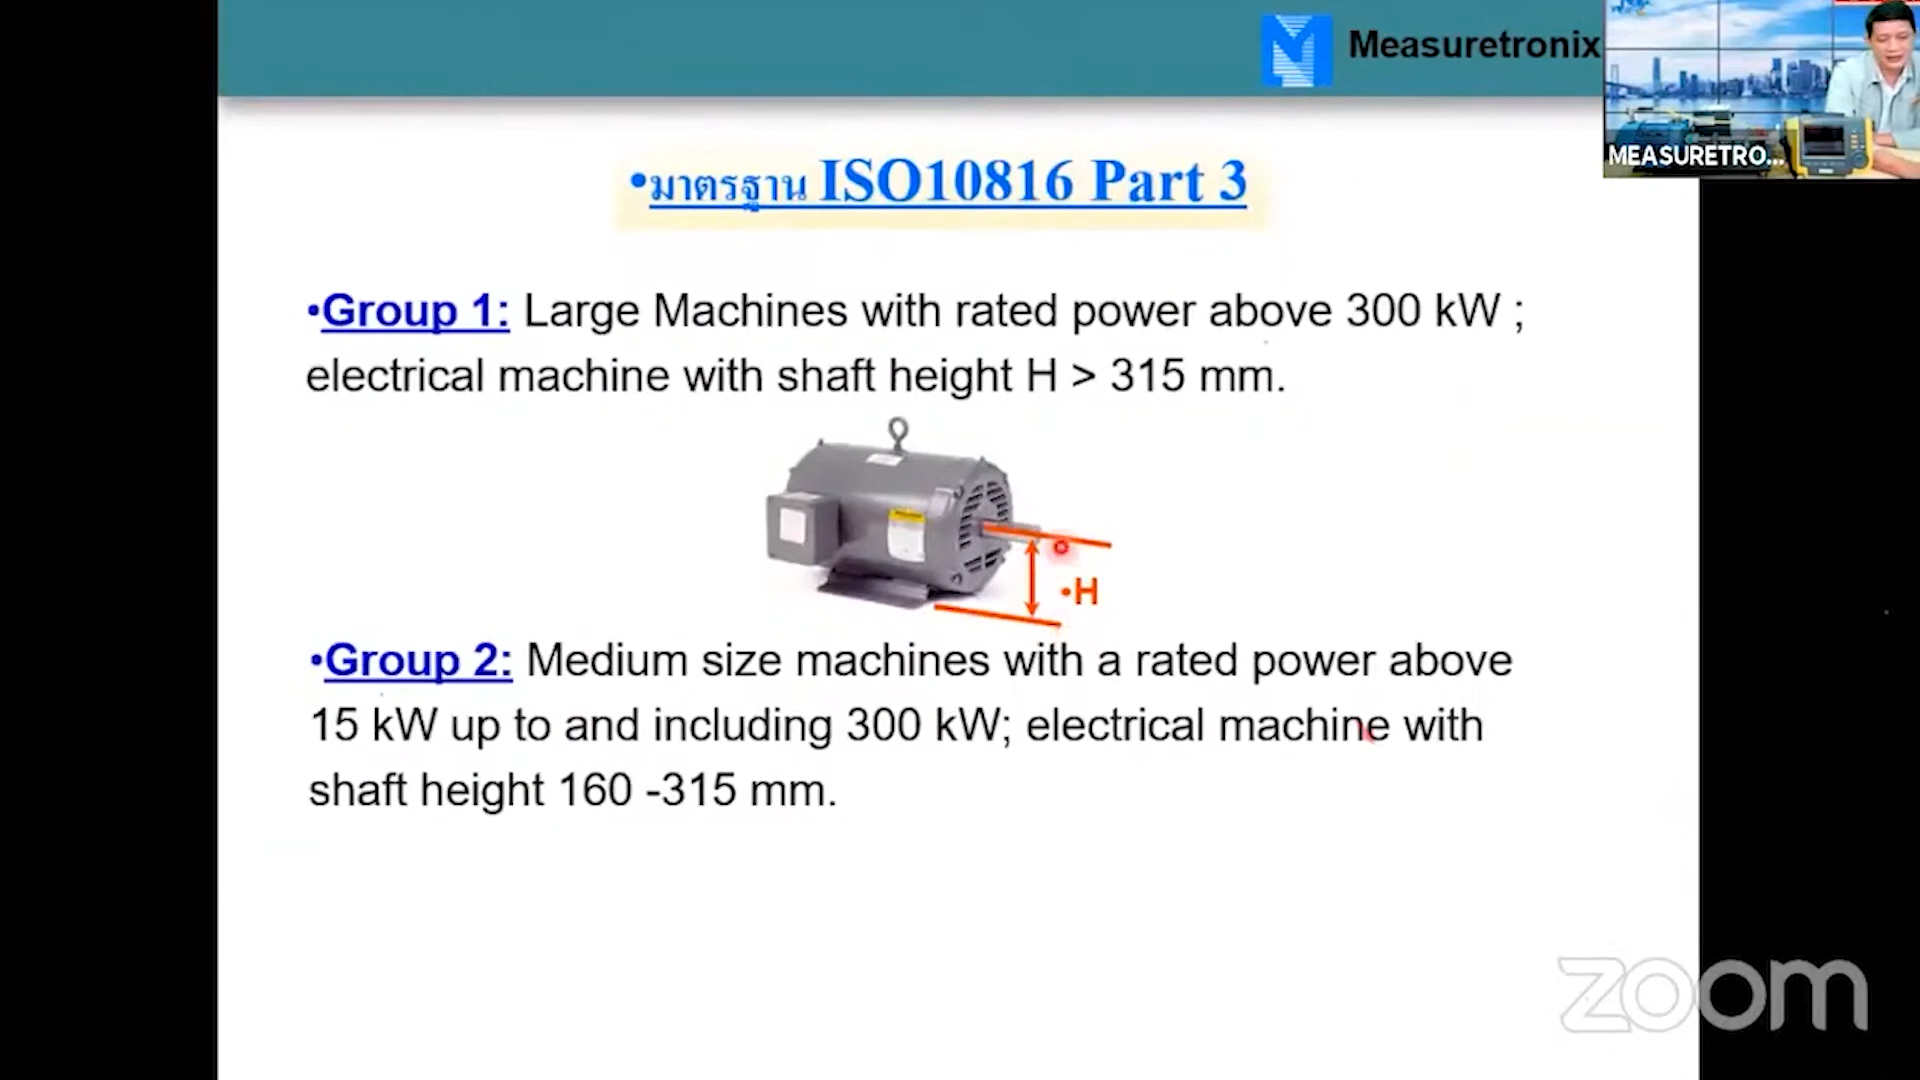 Measuretronix
MEASURETRO...
•มาตรฐาน ISO10816 Part 3
•Group 1: Large Machines with rated power above 300 kW ;
electrical machine with shaft height H > 315 mm.
•H
•Group 2: Medium size machines with a rated power above
15 kW up to and including 300 kW; electrical machine with
shaft height 160 -315 mm.
zoom